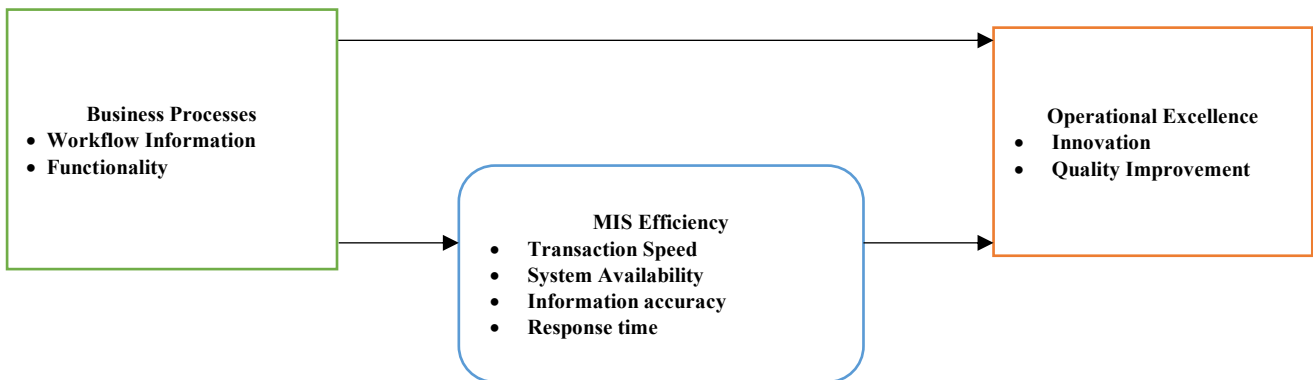 Business Processes
• Workflow Information
• Functionality
MIS Efficiency
• Transaction Speed
• System Availability
• Information accuracy
• Response time
Operational Excellence
• Innovation
• Quality Improvement